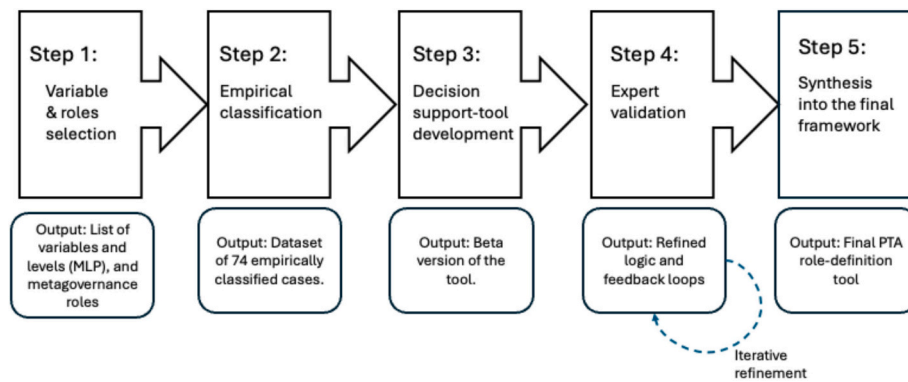 Step 1:
Variable
& roles
selection
Step 2:
Empirical
classification
Step 3:
Decision
support-tool
development
Step 4:
Expert
validation
Step 5:
Synthesis
into the final
framework
Output: List of
variables and
levels (MLP), and
metagovernance
roles
Output: Dataset
of 74 empirically
classified cases.
Output: Beta
version of the
tool.
Output: Refined
logic and
feedback loops
Output: Final PTA
role-definition
tool
Iterative
refinement